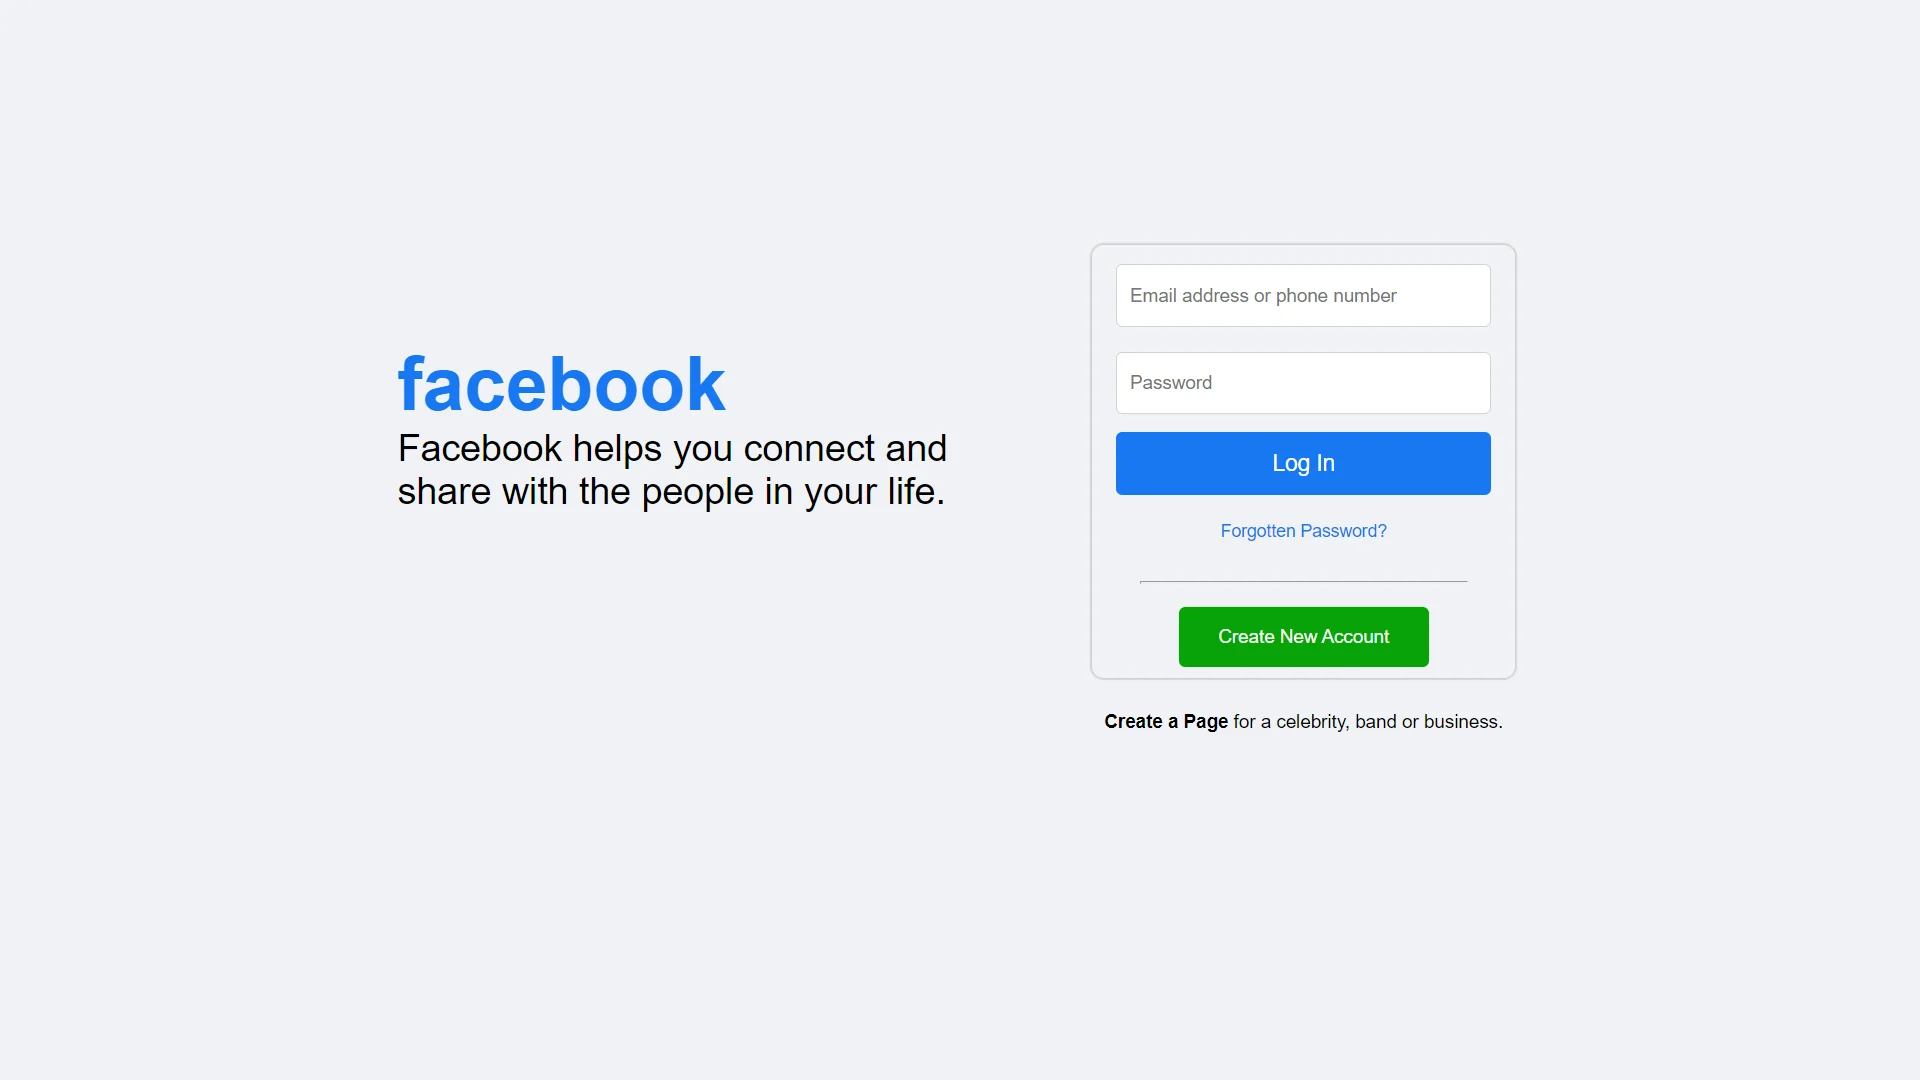 facebook
Facebook helps you connect and
share with the people in your life.
Email address or phone number
Password
Log In
Forgotten Password?
Create New Account
Create a Page for a celebrity, band or business.